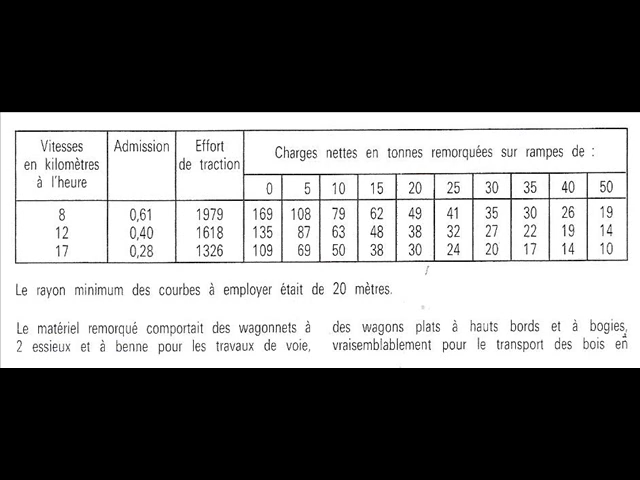 Vitesses en kilomètres à l'heure | Admission | Effort de traction | Charges nettes en tonnes remorquées sur rampes de :
0 | 5 | 10 | 15 | 20 | 25 | 30 | 35 | 40 | 50
8 | 0,61 | 1979 | 169 | 108 | 79 | 62 | 49 | 41 | 35 | 30 | 26 | 19
12 | 0,40 | 1618 | 135 | 87 | 63 | 48 | 38 | 32 | 27 | 22 | 19 | 14
17 | 0,28 | 1326 | 109 | 69 | 50 | 38 | 30 | 24 | 20 | 17 | 14 | 10
Le rayon minimum des courbes à employer était de 20 mètres.
Le matériel remorqué comportait des wagonnets à
2 essieux et à benne pour les travaux de voie,
des wagons plats à hauts bords et à bogies,
vraisemblablement pour le transport des bois en